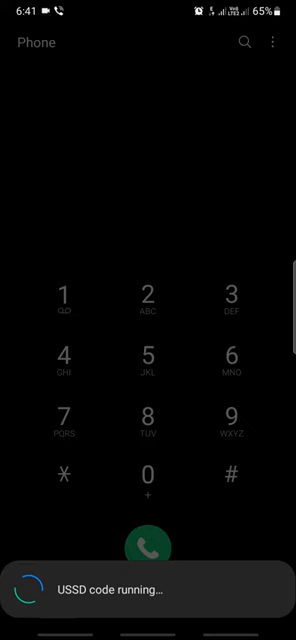 6:41 65%
Phone
1 2 3
ABC DEF
4 5 6
GHI JKL MNO
7 8 9
PQRS TUV WXYZ
* 0 #
+
USSD code running...